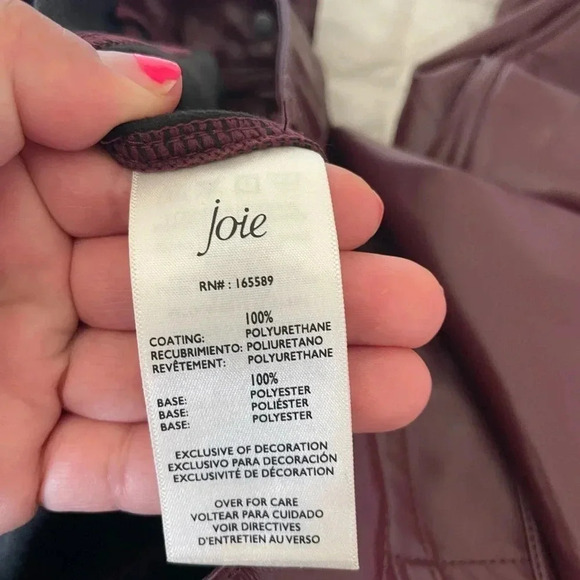 joie
RN# : 165589
100%
COATING: POLYURETHANE
RECUBRIMIENTO: POLIURETANO
REVÊTEMENT: POLYURETHANE
100%
BASE: POLYESTER
BASE: POLIÉSTER
BASE: POLYESTER
EXCLUSIVE OF DECORATION
EXCLUSIVO PARA DECORACIÓN
EXCLUSIVITÉ DE DÉCORATION
OVER FOR CARE
VOLTEAR PARA CUIDADO
VOIR DIRECTIVES
D'ENTRETIEN AU VERSO